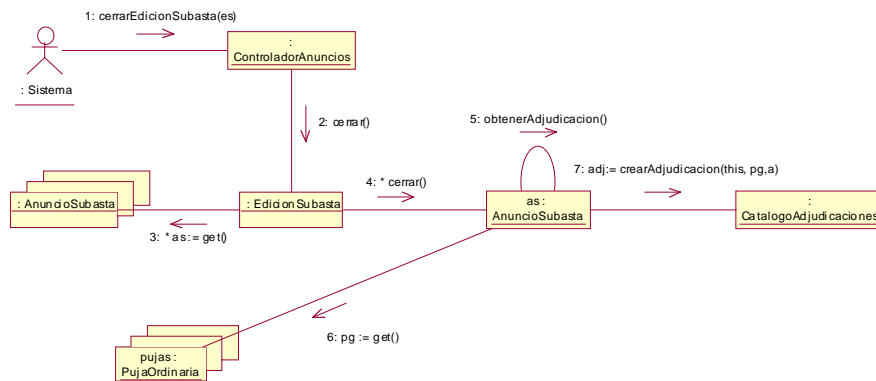 1: cerrarEdicionSubasta(es)
:
ControladorAnuncios
: Sistema
2: cerrar()
5: obtenerAdjudicacion()
7: adj:= crearAdjudicacion(this, pg,a)
4: * cerrar()
: AnuncioSubasta
: EdicionSubasta
as :
AnuncioSubasta
:
CatalogoAdjudicaciones
3: * as:= get()
6: pg := get()
pujas :
PujaOrdinaria